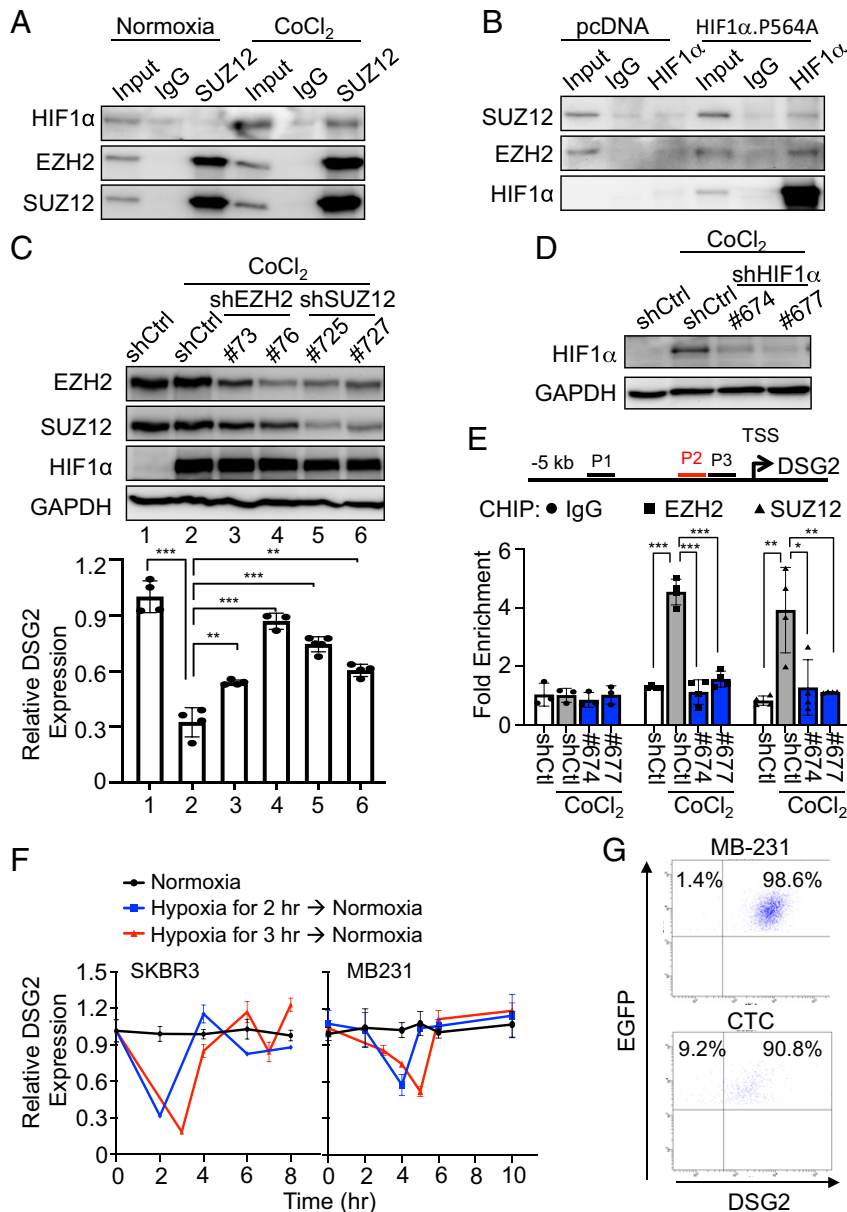 A
Normoxia CoCl2
Input IgG SUZ12 Input IgG SUZ12
HIF1α
EZH2
SUZ12
B
pcDNA HIF1α.P564A
Input IgG HIF1α Input IgG HIF1α
SUZ12
EZH2
HIF1α
C
CoCl2
shEZH2 shSUZ12
shCtrl shCtrl #73 #76 #725 #727
EZH2
SUZ12
HIF1α
GAPDH
1 2 3 4 5 6
Relative DSG2
Expression
1.2
0.9
0.6
0.3
0
*** ** *** *** **
1 2 3 4 5 6
D
CoCl2
shHIF1α
shCtrl shCtrl #674 #677
HIF1α
GAPDH
E
TSS
-5 kb P1 P2 P3 DSG2
CHIP: IgG EZH2 SUZ12
Fold Enrichment
6
4
2
0
*** *** *** ** * **
shCtl shCtl #674 #677 shCtl shCtl #674 #677 shCtl shCtl #674 #677
CoCl2 CoCl2 CoCl2
F
Normoxia
Hypoxia for 2 hr → Normoxia
Hypoxia for 3 hr → Normoxia
SKBR3 MB231
Relative DSG2
Expression
1.5
1.2
0.9
0.6
0.3
0
0 2 4 6 8 0 2 4 6 8 10
Time (hr)
G
MB-231
1.4% 98.6%
CTC
9.2% 90.8%
EGFP
DSG2